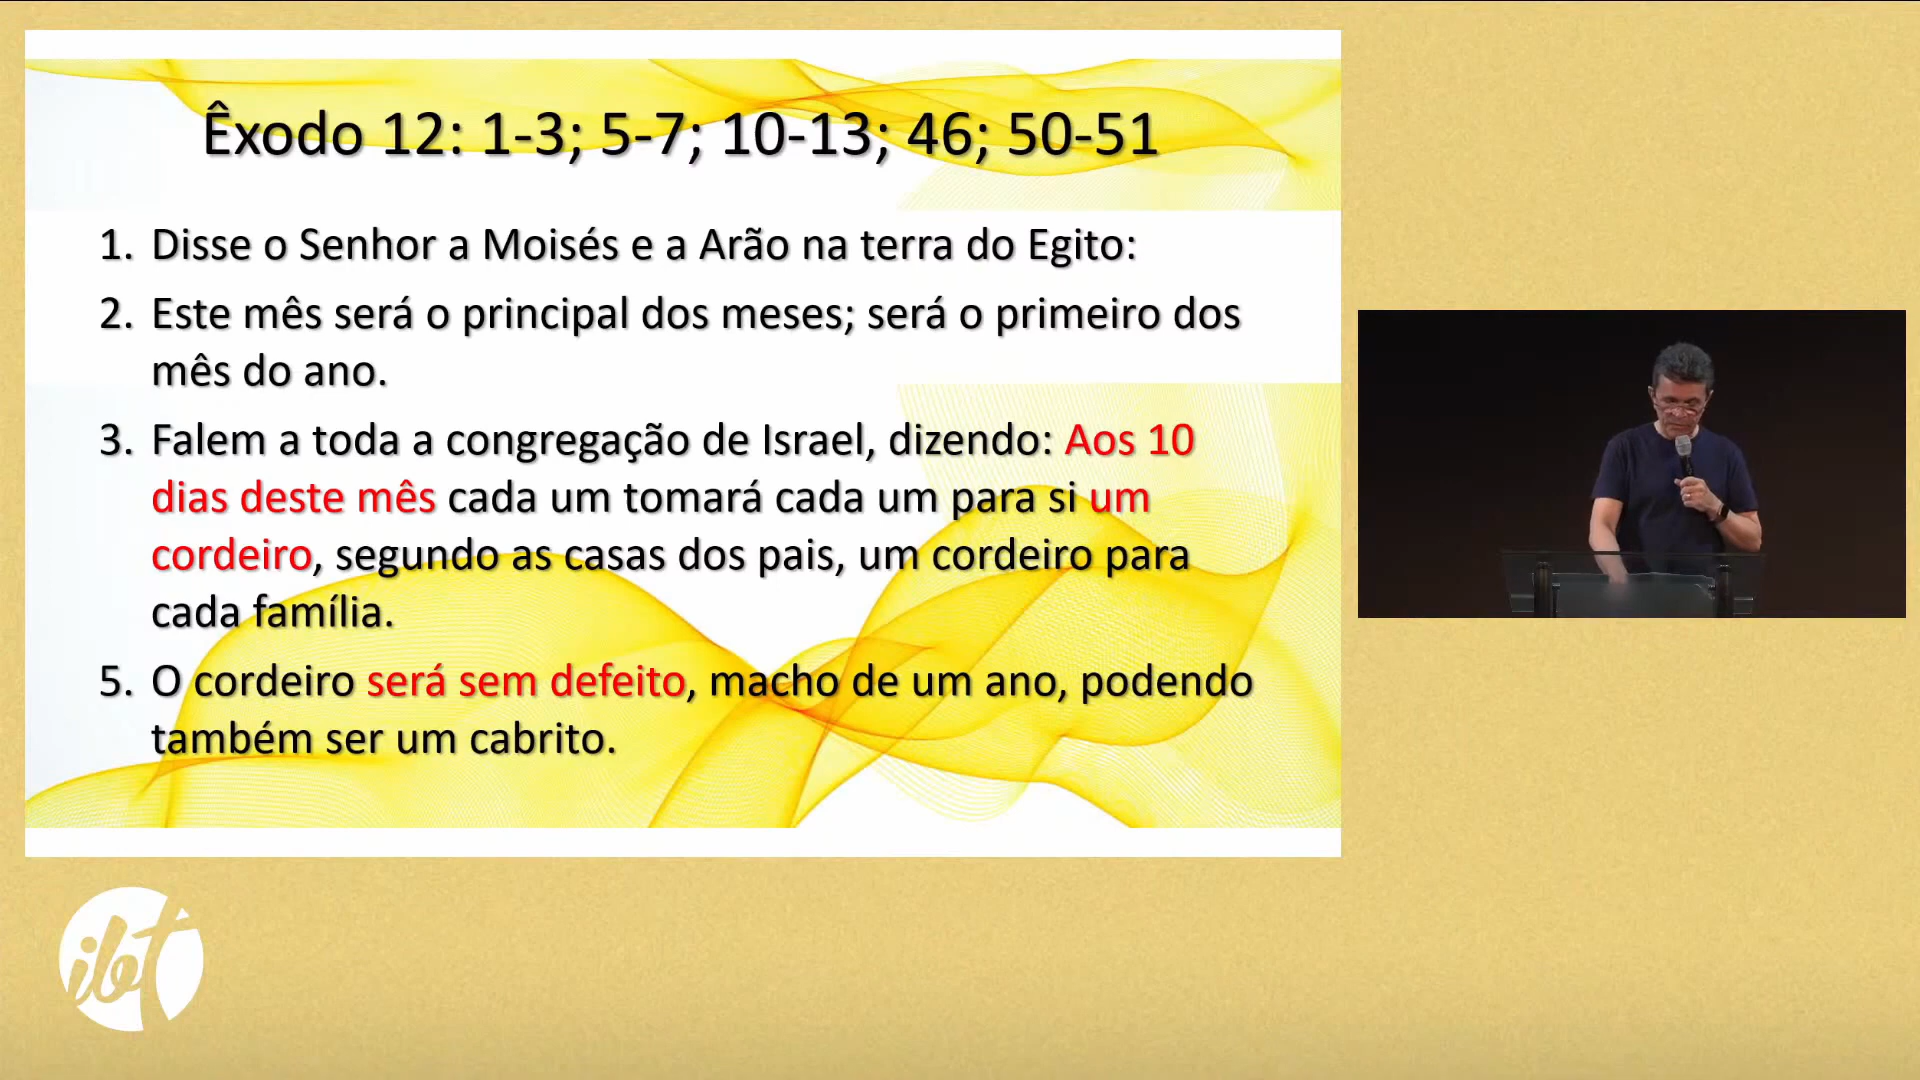 Êxodo 12: 1-3; 5-7; 10-13; 46; 50-51
1. Disse o Senhor a Moisés e a Arão na terra do Egito:
2. Este mês será o principal dos meses; será o primeiro dos
mês do ano.
3. Falem a toda a congregação de Israel, dizendo: Aos 10
dias deste mês cada um tomará cada um para si um
cordeiro, segundo as casas dos pais, um cordeiro para
cada família.
5. O cordeiro será sem defeito, macho de um ano, podendo
também ser um cabrito.
ibt